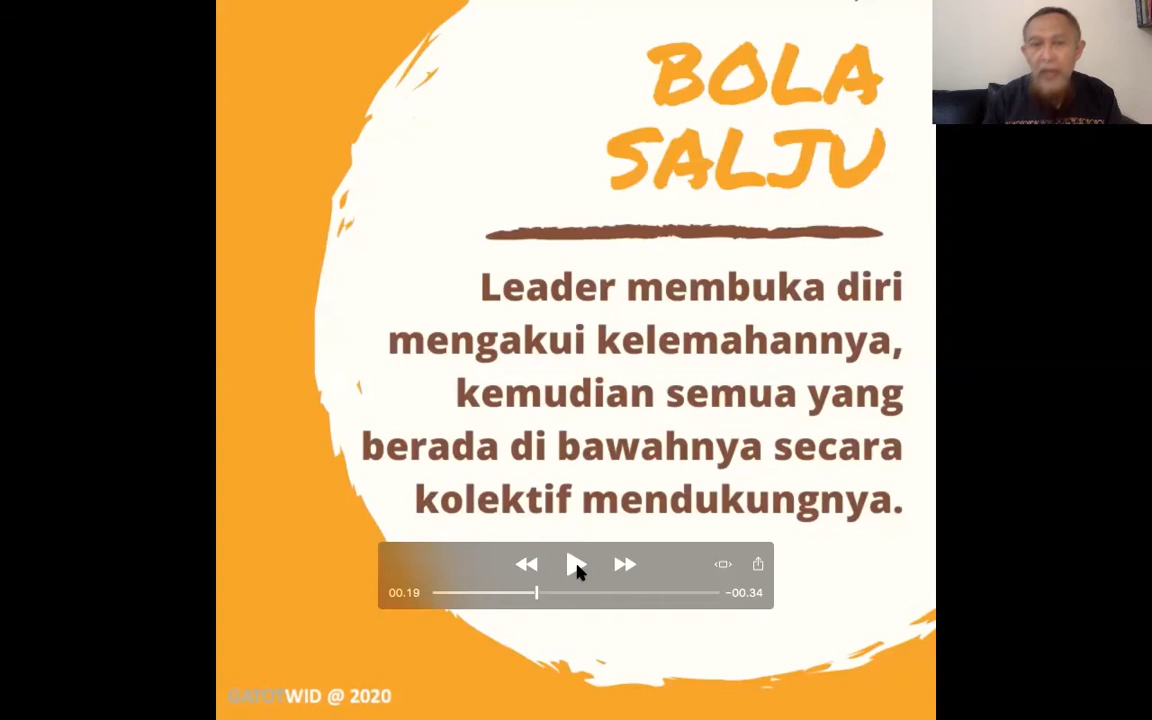 BOLA
SALJU
Leader membuka diri
mengakui kelemahannya,
kemudian semua yang
berada di bawahnya secara
kolektif mendukungnya.
00.19
-00.34
GATOTWID @ 2020